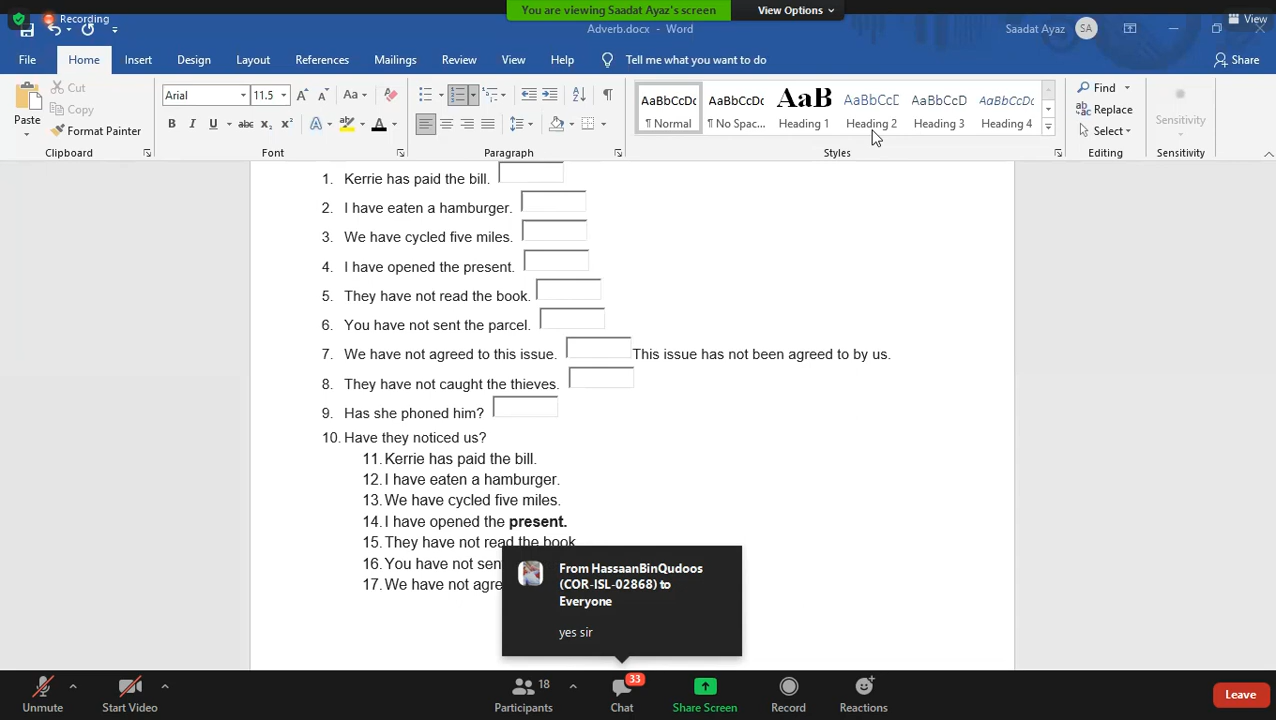 Recording
You are viewing Saadat Ayaz's screen
View Options
View
Adverb.docx - Word
Saadat Ayaz
SA
File
Home
Insert
Design
Layout
References
Mailings
Review
View
Help
Tell me what you want to do
Share
Paste
Cut
Copy
Format Painter
Clipboard
Arial
11.5
Font
Paragraph
AaBbCcDc
¶ Normal
AaBbCcDc
¶ No Spac...
AaB
Heading 1
AaBbCcD
Heading 2
AaBbCcD
Heading 3
AaBbCcDc
Heading 4
Styles
Find
Replace
Select
Editing
Sensitivity
Sensitivity
1. Kerrie has paid the bill.
2. I have eaten a hamburger.
3. We have cycled five miles.
4. I have opened the present.
5. They have not read the book.
6. You have not sent the parcel.
7. We have not agreed to this issue. This issue has not been agreed to by us.
8. They have not caught the thieves.
9. Has she phoned him?
10. Have they noticed us?
11. Kerrie has paid the bill.
12. I have eaten a hamburger.
13. We have cycled five miles.
14. I have opened the present.
15. They have not read the book
16. You have not sen
17. We have not agre
From HassaanBinQudoos
(COR-ISL-02868) to
Everyone
yes sir
Unmute
Start Video
18
Participants
33
Chat
Share Screen
Record
Reactions
Leave